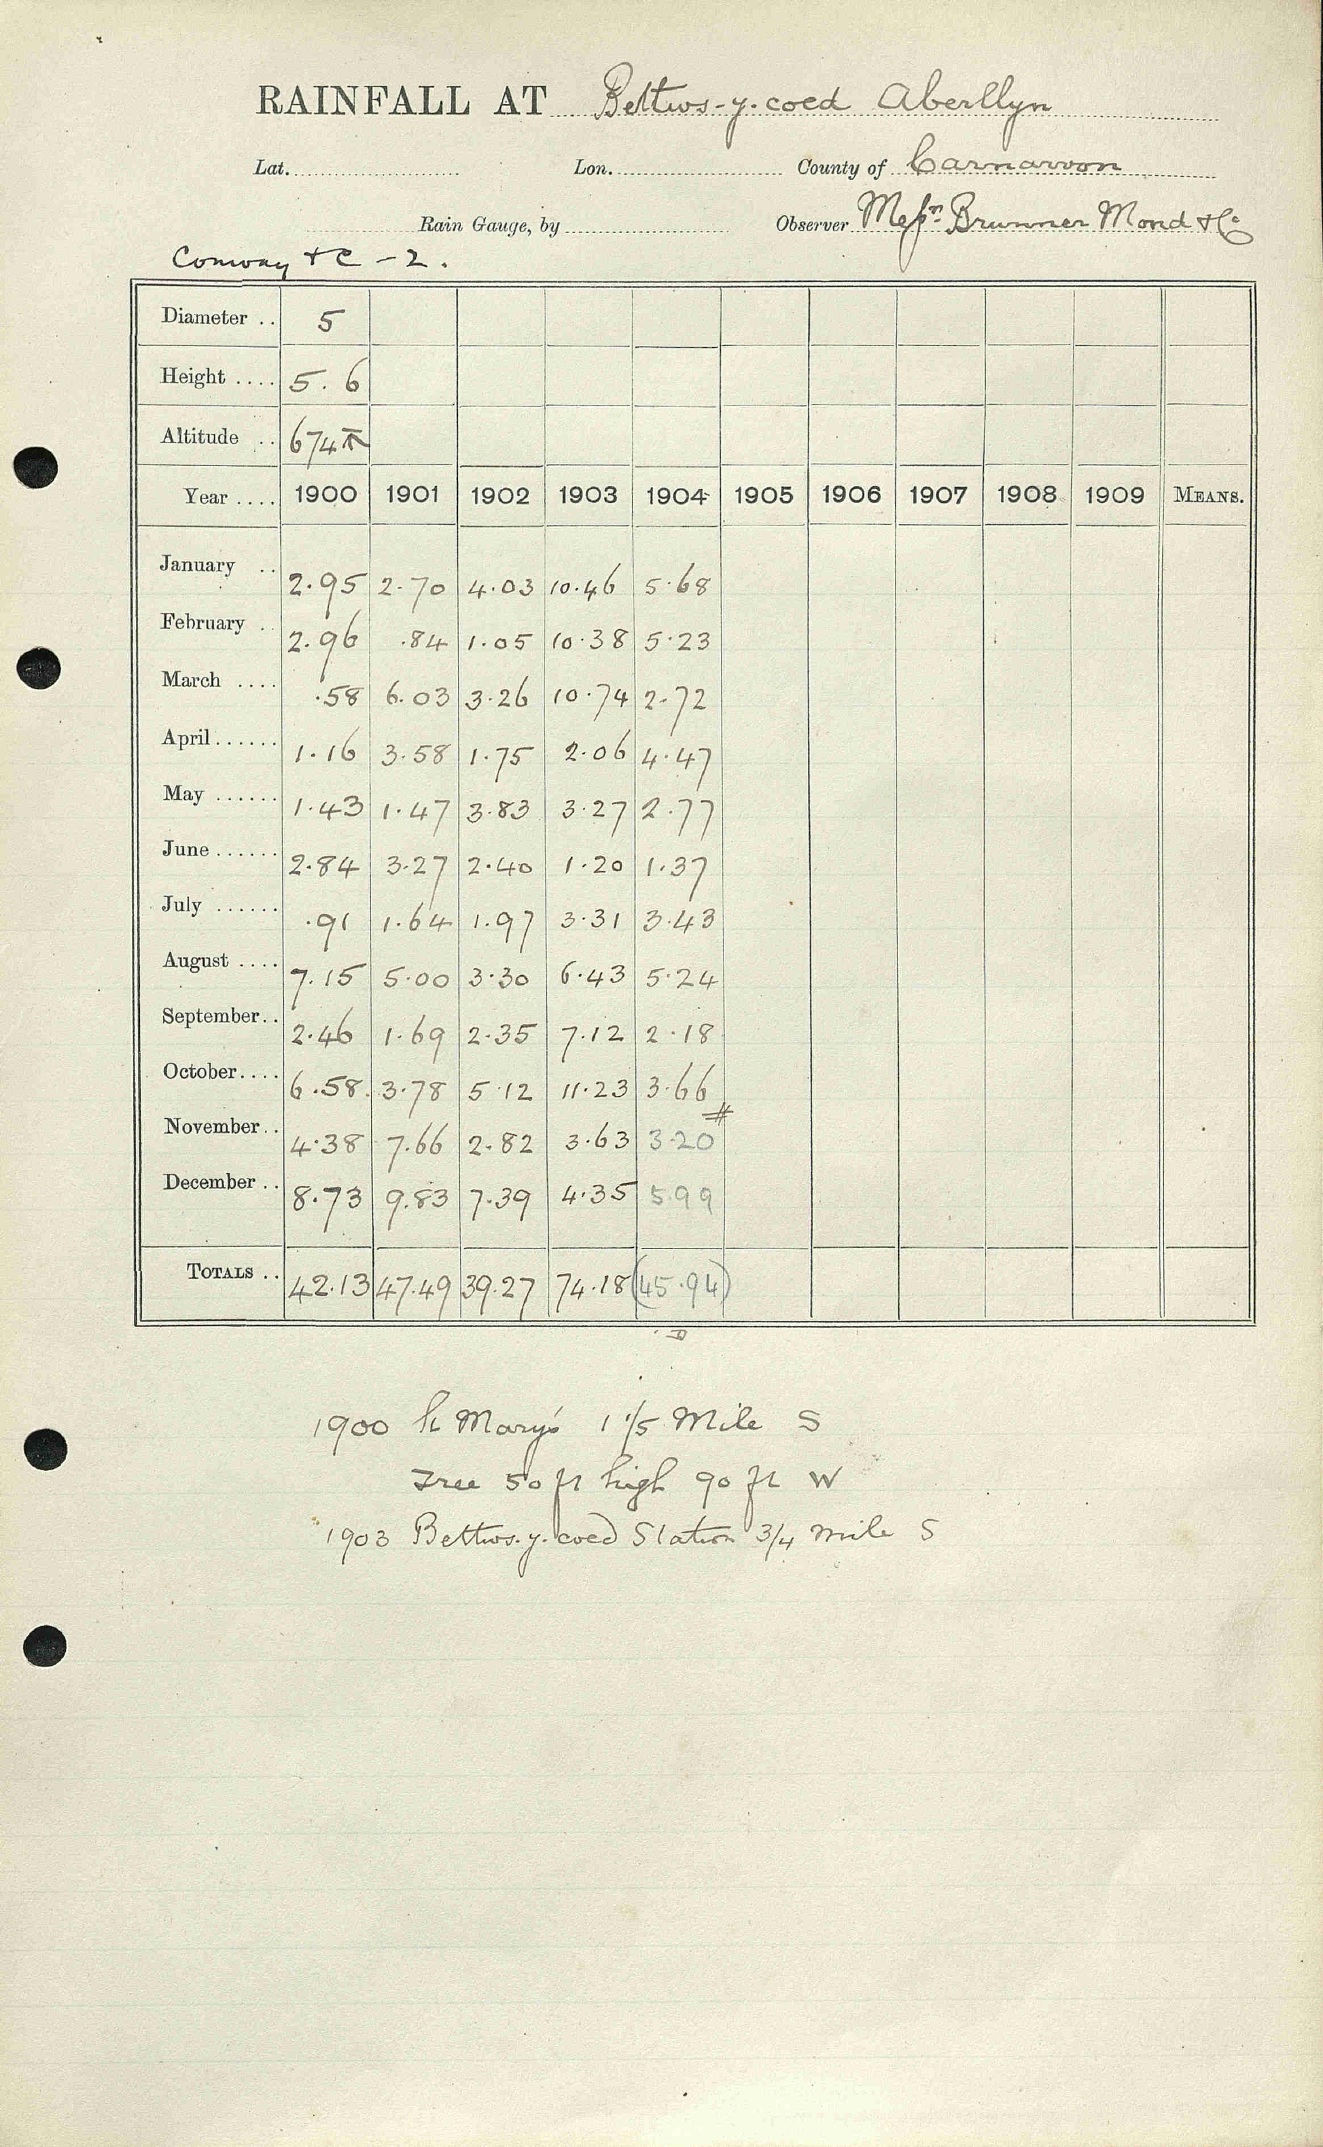 RAINFALL AT Bettws-y-coed Aberllyn
Lat. Lon. County of Carnarvon
Rain Gauge, by Observer Messrs Brunner Mond & Co
Conway & C - 2.
Diameter .. 5
Height .... 5. 6
Altitude .. 674
Year .... 1900 1901 1902 1903 1904 1905 1906 1907 1908 1909 MEANS.
January .. 2.95 2.70 4.03 10.46 5.68
February .. 2.96 .84 1.05 10.38 5.23
March .... .58 6.03 3.26 10.74 2.72
April...... 1.16 3.58 1.75 2.06 4.47
May ...... 1.43 1.47 3.83 3.27 2.77
June...... 2.84 3.27 2.40 1.20 1.37
July ...... .91 1.64 1.97 3.31 3.43
August .... 7.15 5.00 3.30 6.43 5.24
September.. 2.46 1.69 2.35 7.12 2.18
October.... 6.58 3.78 5.12 11.23 3.66
November.. 4.38 7.66 2.82 3.63 3.20 #
December .. 8.73 9.83 7.39 4.35 5.99
TOTALS .. 42.13 47.49 39.27 74.18 (45.94)
D
1900 St Mary's 1 1/5 Mile S
Tree 50 ft high 90 ft W
1903 Bettws.y.coed Station 3/4 mile S